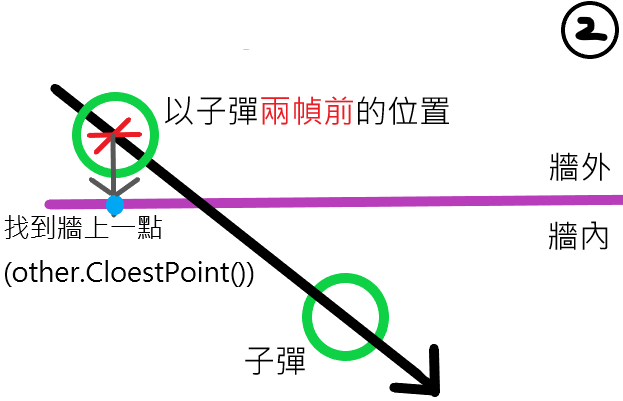 2
以子彈兩幀前的位置
牆外
找到牆上一點
牆內
(other.CloestPoint())
子彈